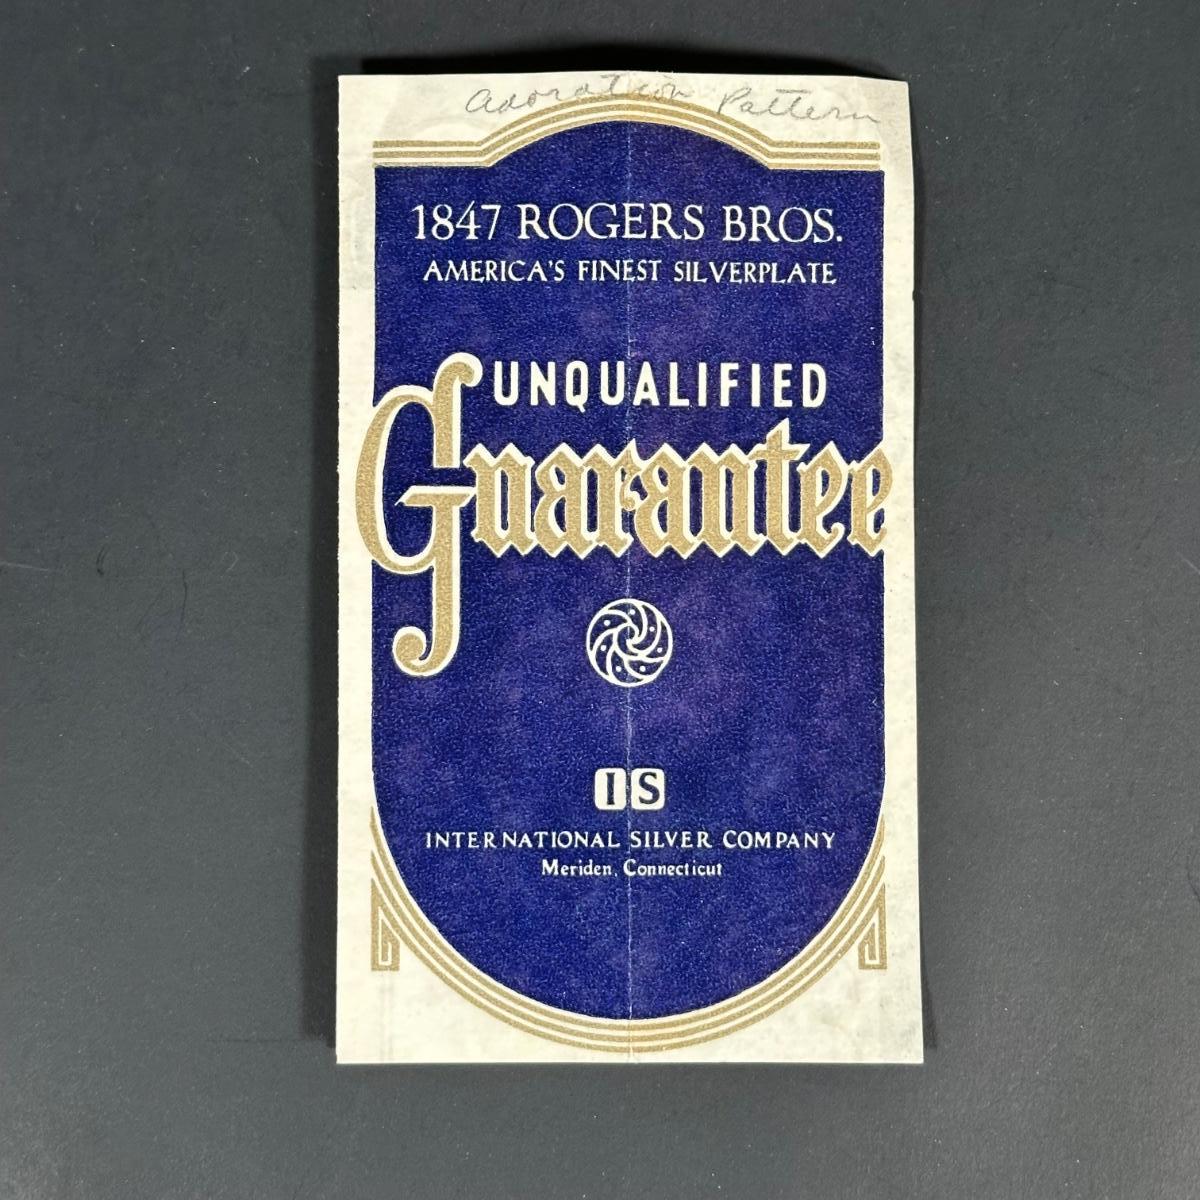 Adoration Pattern
1847 ROGERS BROS.
AMERICA'S FINEST SILVERPLATE
UNQUALIFIED
Guarantee
IS
INTERNATIONAL SILVER COMPANY
Meriden, Connecticut